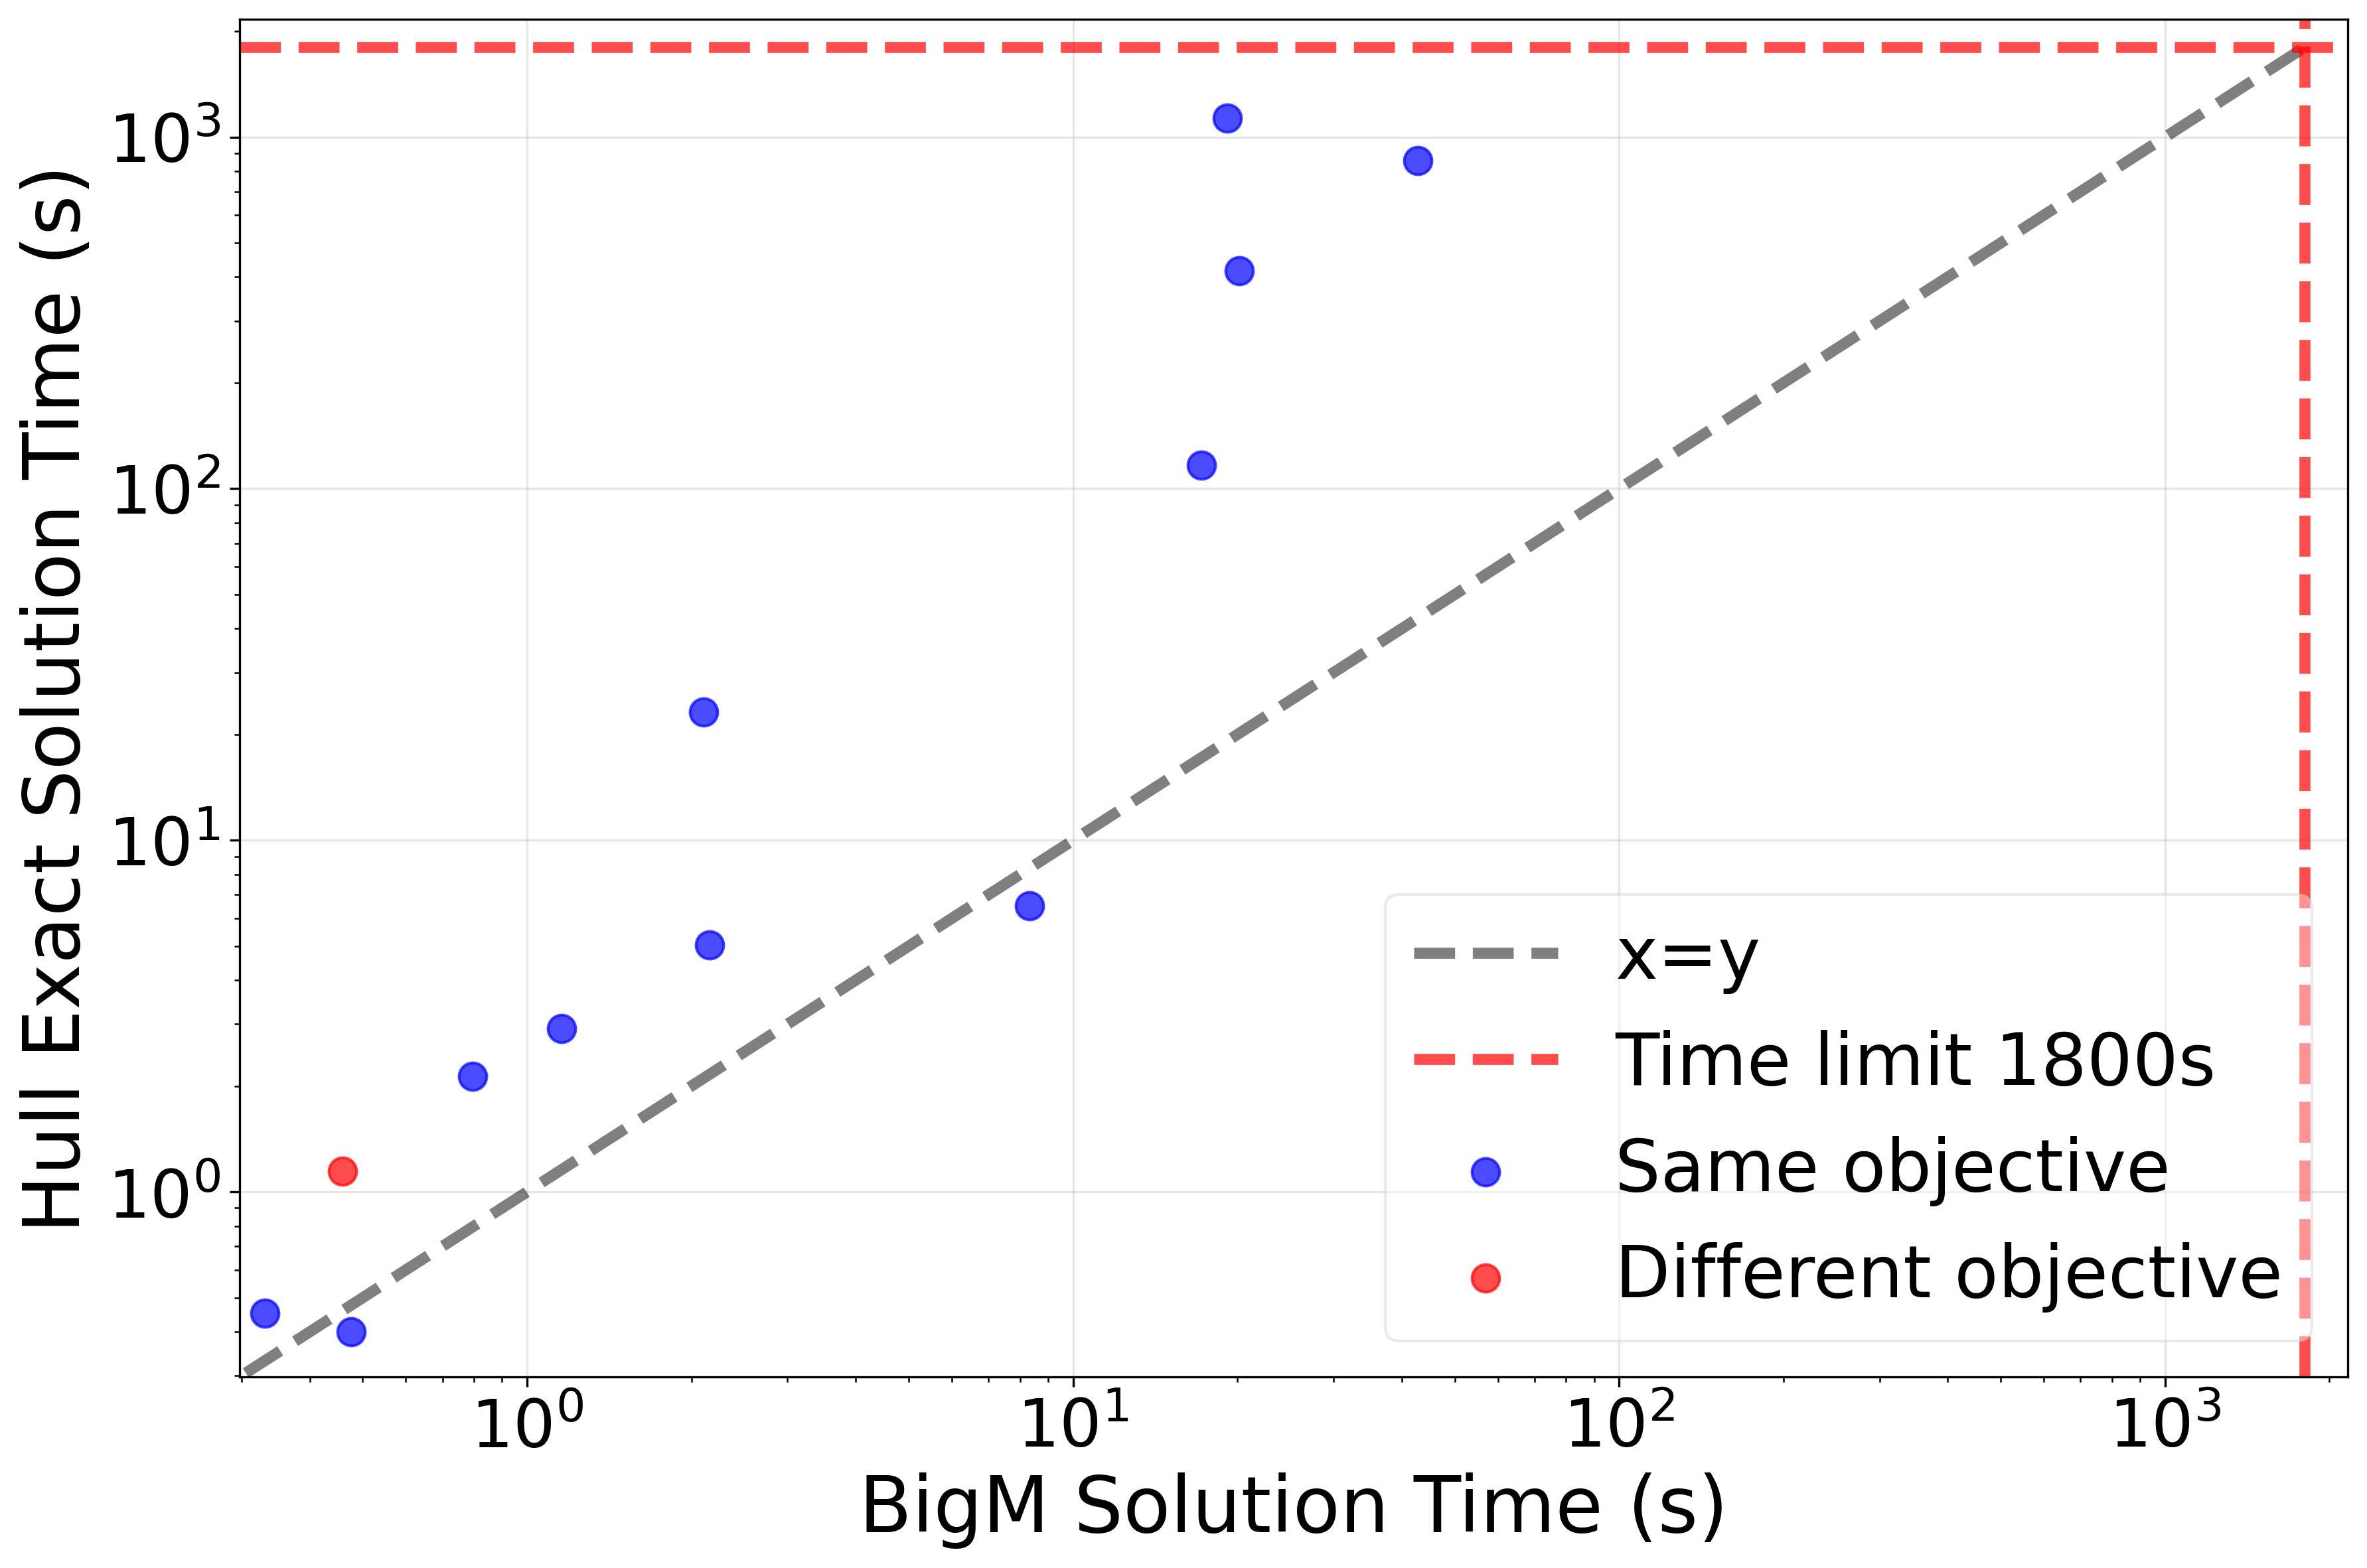 Hull Exact Solution Time (s)
10³
10²
10¹
10⁰
x=y
Time limit 1800s
Same objective
Different objective
10⁰ 10¹ 10² 10³
BigM Solution Time (s)